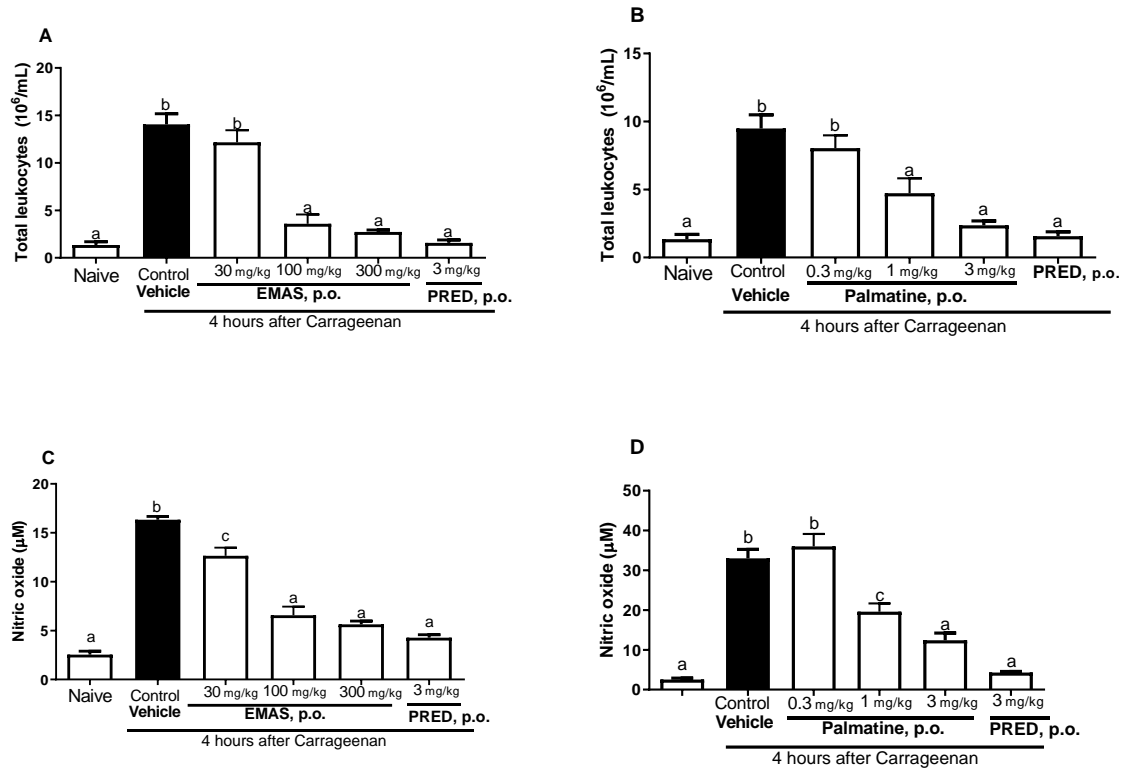 A
Total leukocytes (10⁶/mL)
20
15
10
5
0
a
b
b
a
a
a
Naive
Control
Vehicle
30 mg/kg 100 mg/kg 300 mg/kg 3 mg/kg
EMAS, p.o.
PRED, p.o.
4 hours after Carrageenan
B
Total leukocytes (10⁶/mL)
15
10
5
0
a
b
b
a
a
a
Naive
Control
Vehicle
0.3 mg/kg 1 mg/kg 3 mg/kg
Palmatine, p.o.
PRED, p.o.
4 hours after Carrageenan
C
Nitric oxide (μM)
20
15
10
5
0
a
b
c
a
a
a
Naive
Control
Vehicle
30 mg/kg 100 mg/kg 300 mg/kg 3 mg/kg
EMAS, p.o.
PRED, p.o.
4 hours after Carrageenan
D
Nitric oxide (μM)
50
40
30
20
10
0
a
b
b
c
a
a
Control
Vehicle
0.3 mg/kg 1 mg/kg 3 mg/kg 3 mg/kg
Palmatine, p.o.
PRED, p.o.
4 hours after Carrageenan